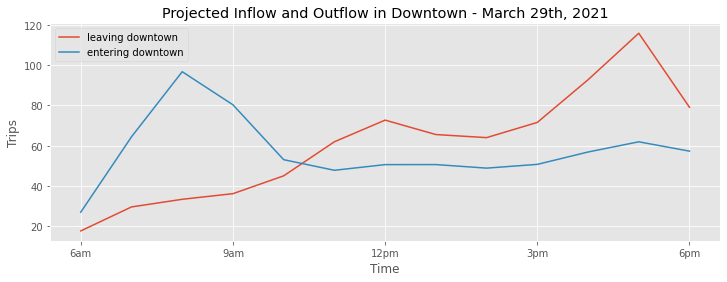 Projected Inflow and Outflow in Downtown - March 29th, 2021
leaving downtown
entering downtown
Trips
120
100
80
60
40
20
6am 9am 12pm 3pm 6pm
Time